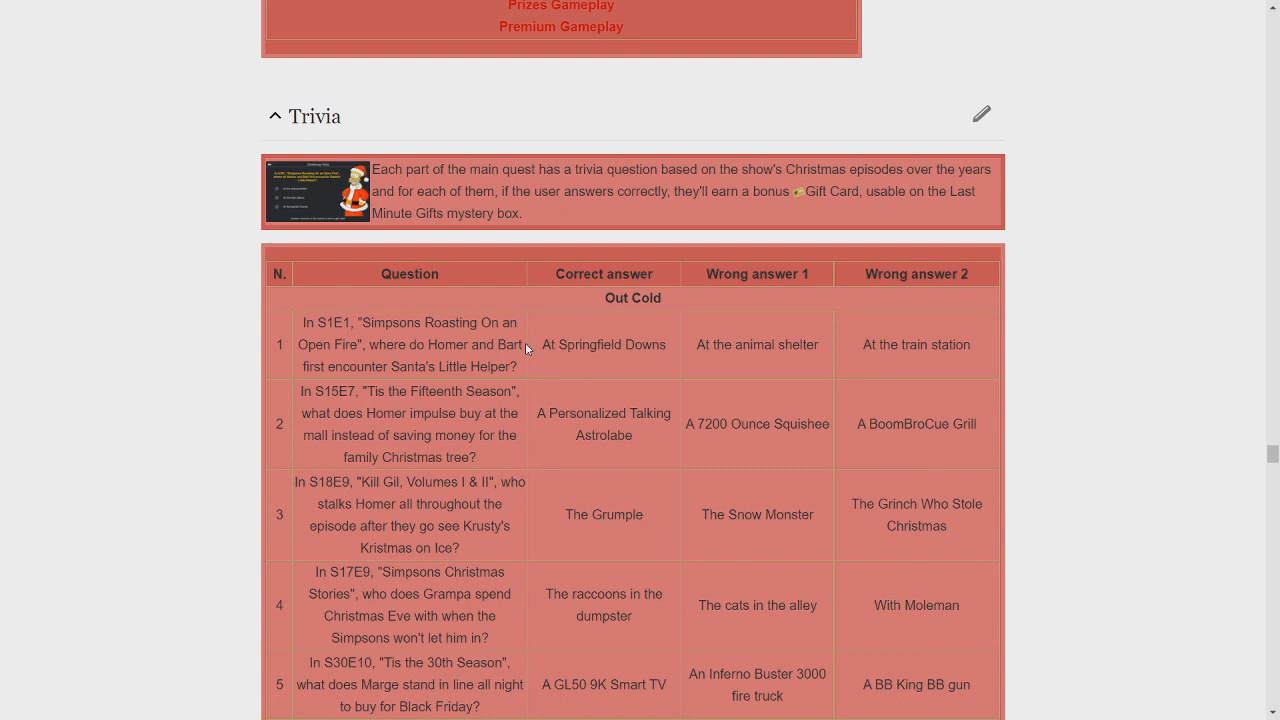 Prizes Gameplay
Premium Gameplay
Trivia
Each part of the main quest has a trivia question based on the show's Christmas episodes over the years
and for each of them, if the user answers correctly, they'll earn a bonus Gift Card, usable on the Last
Minute Gifts mystery box.
N. Question Correct answer Wrong answer 1 Wrong answer 2
Out Cold
In S1E1, "Simpsons Roasting On an
1 Open Fire", where do Homer and Bart At Springfield Downs At the animal shelter At the train station
first encounter Santa's Little Helper?
In S15E7, "Tis the Fifteenth Season",
what does Homer impulse buy at the A Personalized Talking
2 A 7200 Ounce Squishee A BoomBroCue Grill
mall instead of saving money for the Astrolabe
family Christmas tree?
In S18E9, "Kill Gil, Volumes I & II", who
stalks Homer all throughout the The Grinch Who Stole
3 The Grumple The Snow Monster
episode after they go see Krusty's Christmas
Kristmas on Ice?
In S17E9, "Simpsons Christmas
Stories", who does Grampa spend The raccoons in the
4 The cats in the alley With Moleman
Christmas Eve with when the dumpster
Simpsons won't let him in?
In S30E10, "Tis the 30th Season", An Inferno Buster 3000
5 what does Marge stand in line all night A GL50 9K Smart TV A BB King BB gun
to buy for Black Friday? fire truck